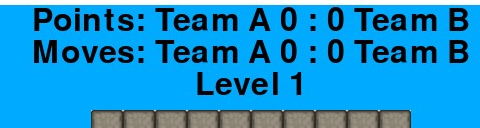 Points: Team A 0 : 0 Team B
Moves: Team A 0 : 0 Team B
Level 1